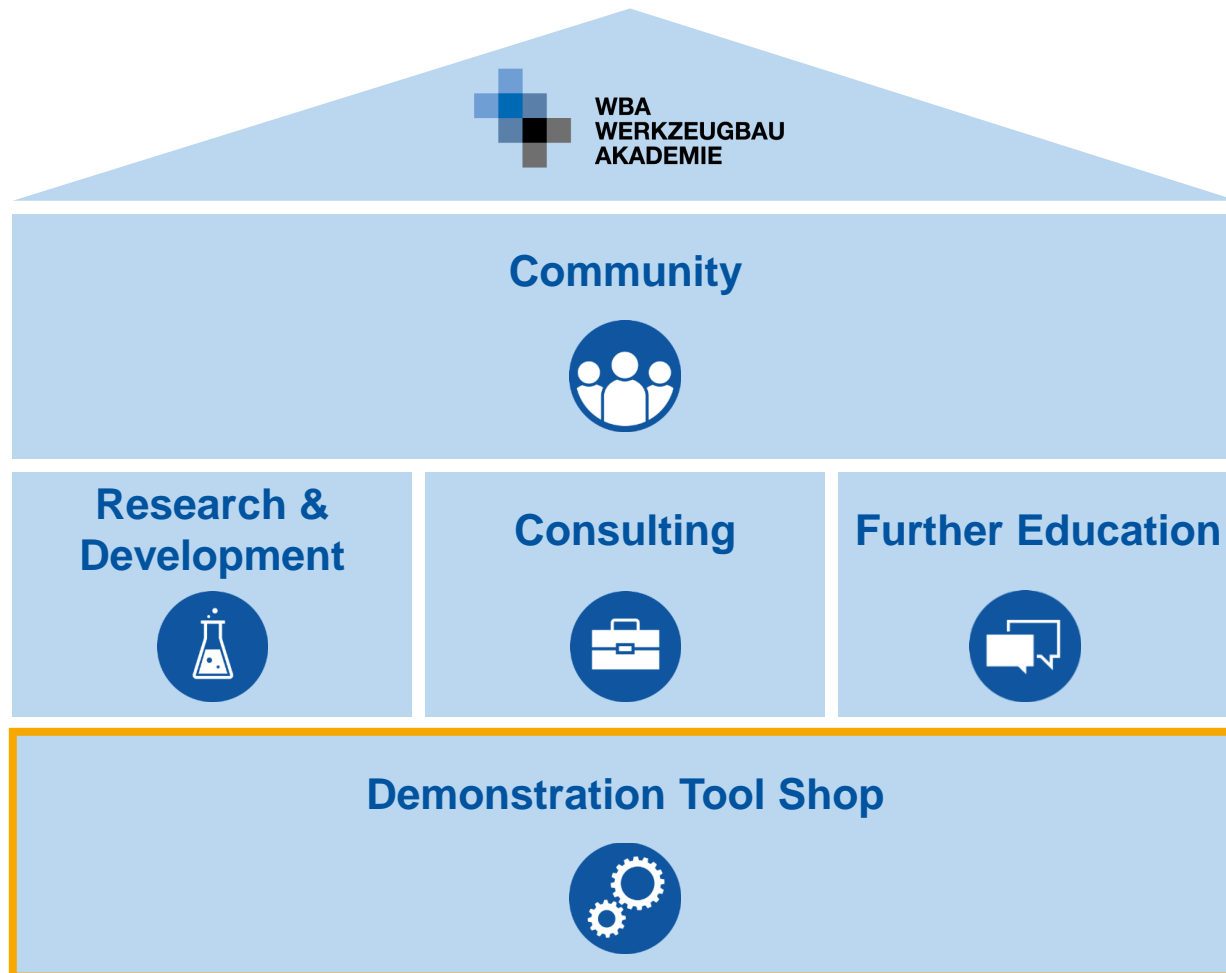 WBA
WERKZEUGBAU
AKADEMIE
Community
Research &
Development
Consulting
Further Education
Demonstration Tool Shop